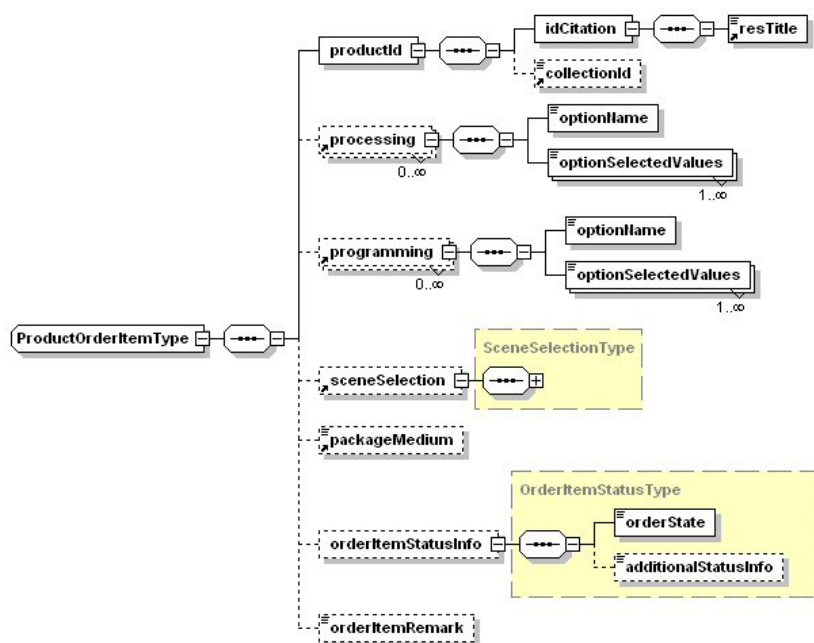 productId
idCitation
resTitle
collectionId
processing
0..∞
optionName
optionSelectedValues
1..∞
programming
0..∞
optionName
optionSelectedValues
1..∞
ProductOrderItemType
SceneSelectionType
sceneSelection
packageMedium
OrderItemStatusType
orderItemStatusInfo
orderState
additionalStatusInfo
orderItemRemark